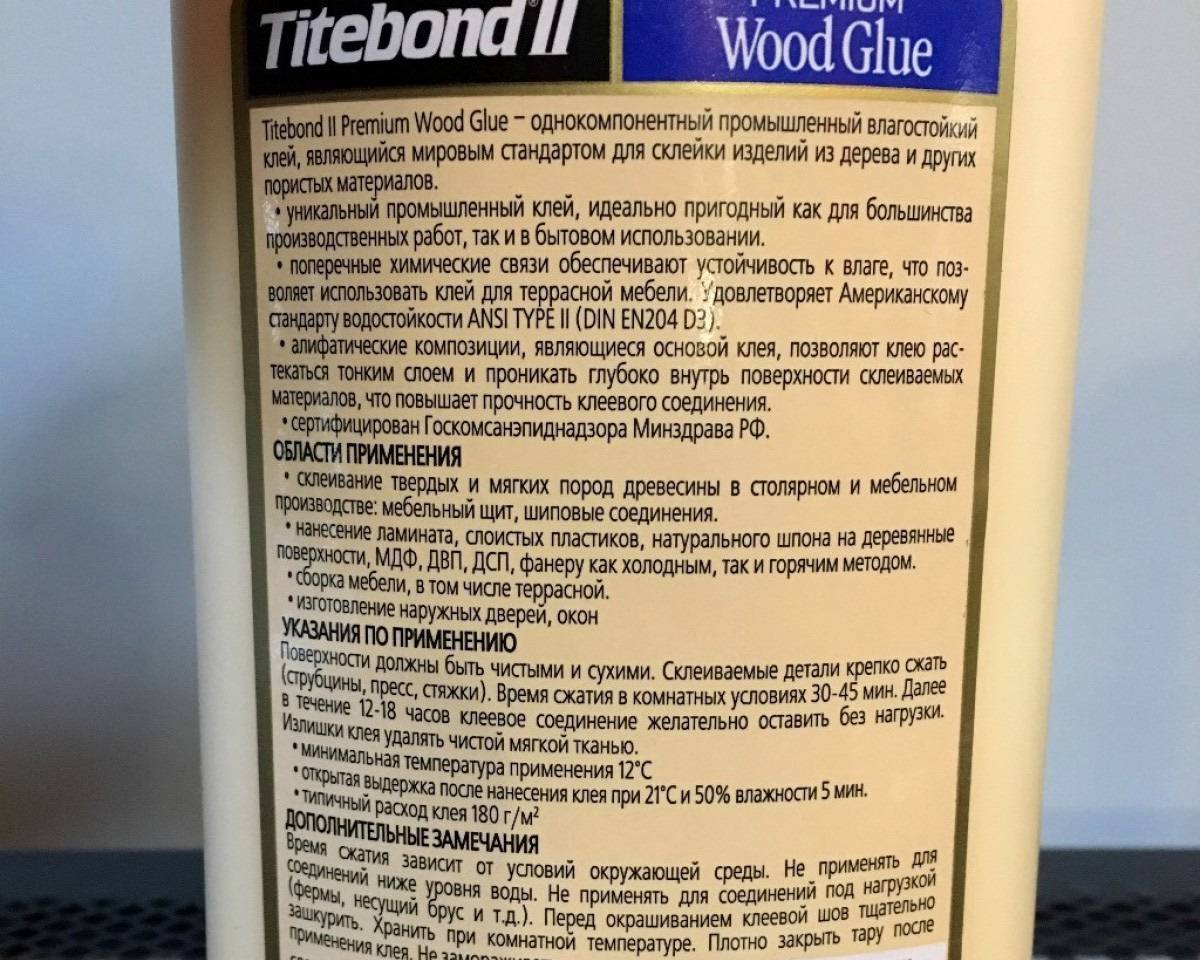 Titebond® II
PREMIUM
Wood Glue
Titebond II Premium Wood Glue – однокомпонентный промышленный влагостойкий
клей, являющийся мировым стандартом для склейки изделий из дерева и других
пористых материалов.
• уникальный промышленный клей, идеально пригодный как для большинства
производственных работ, так и в бытовом использовании.
• поперечные химические связи обеспечивают устойчивость к влаге, что поз-
воляет использовать клей для террасной мебели. Удовлетворяет Американскому
стандарту водостойкости ANSI TYPE II (DIN EN204 D3).
• алифатические композиции, являющиеся основой клея, позволяют клею рас-
текаться тонким слоем и проникать глубоко внутрь поверхности склеиваемых
материалов, что повышает прочность клеевого соединения.
• сертифицирован Госкомсанэпиднадзора Минздрава РФ.
ОБЛАСТИ ПРИМЕНЕНИЯ
• склеивание твердых и мягких пород древесины в столярном и мебельном
производстве: мебельный щит, шиповые соединения.
• нанесение ламината, слоистых пластиков, натурального шпона на деревянные
поверхности, МДФ, ДВП, ДСП, фанеру как холодным, так и горячим методом.
• сборка мебели, в том числе террасной.
• изготовление наружных дверей, окон
УКАЗАНИЯ ПО ПРИМЕНЕНИЮ
Поверхности должны быть чистыми и сухими. Склеиваемые детали крепко сжать
(струбцины, пресс, стяжки). Время сжатия в комнатных условиях 30-45 мин. Далее
в течение 12-18 часов клеевое соединение желательно оставить без нагрузки.
Излишки клея удалять чистой мягкой тканью.
• минимальная температура применения 12°C
• открытая выдержка после нанесения клея при 21°C и 50% влажности 5 мин.
• типичный расход клея 180 г/м²
ДОПОЛНИТЕЛЬНЫЕ ЗАМЕЧАНИЯ
Время сжатия зависит от условий окружающей среды. Не применять для
соединений ниже уровня воды. Не применять для соединений под нагрузкой
(фермы, несущий брус и т.д.). Перед окрашиванием клеевой шов тщательно
зашкурить. Хранить при комнатной температуре. Плотно закрыть тару после
применения клея. Не